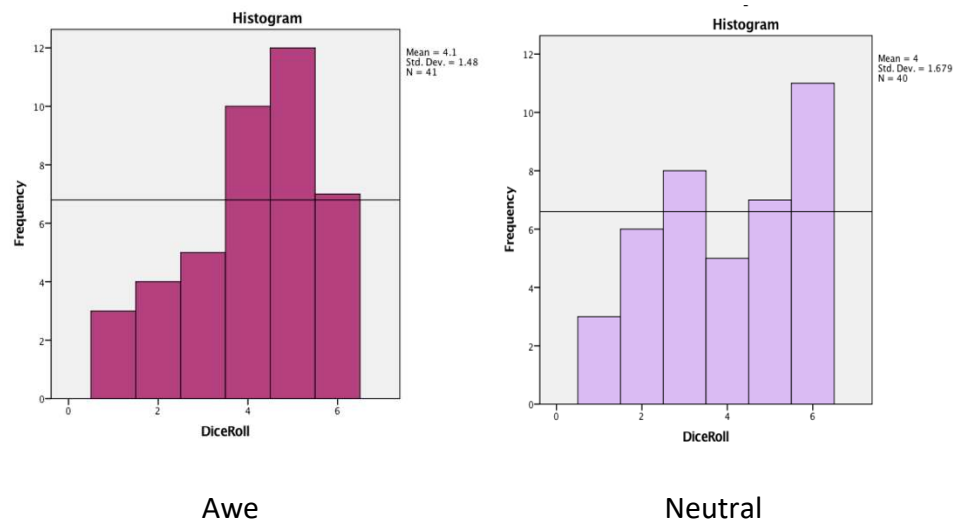 Histogram
Mean = 4.1
Std. Dev. = 1.48
N = 41
12
10
8
6
4
2
0
Frequency
0 2 4 6
DiceRoll
Awe
Histogram
Mean = 4
Std. Dev. = 1.679
N = 40
12
10
8
6
4
2
0
Frequency
0 2 4 6
DiceRoll
Neutral